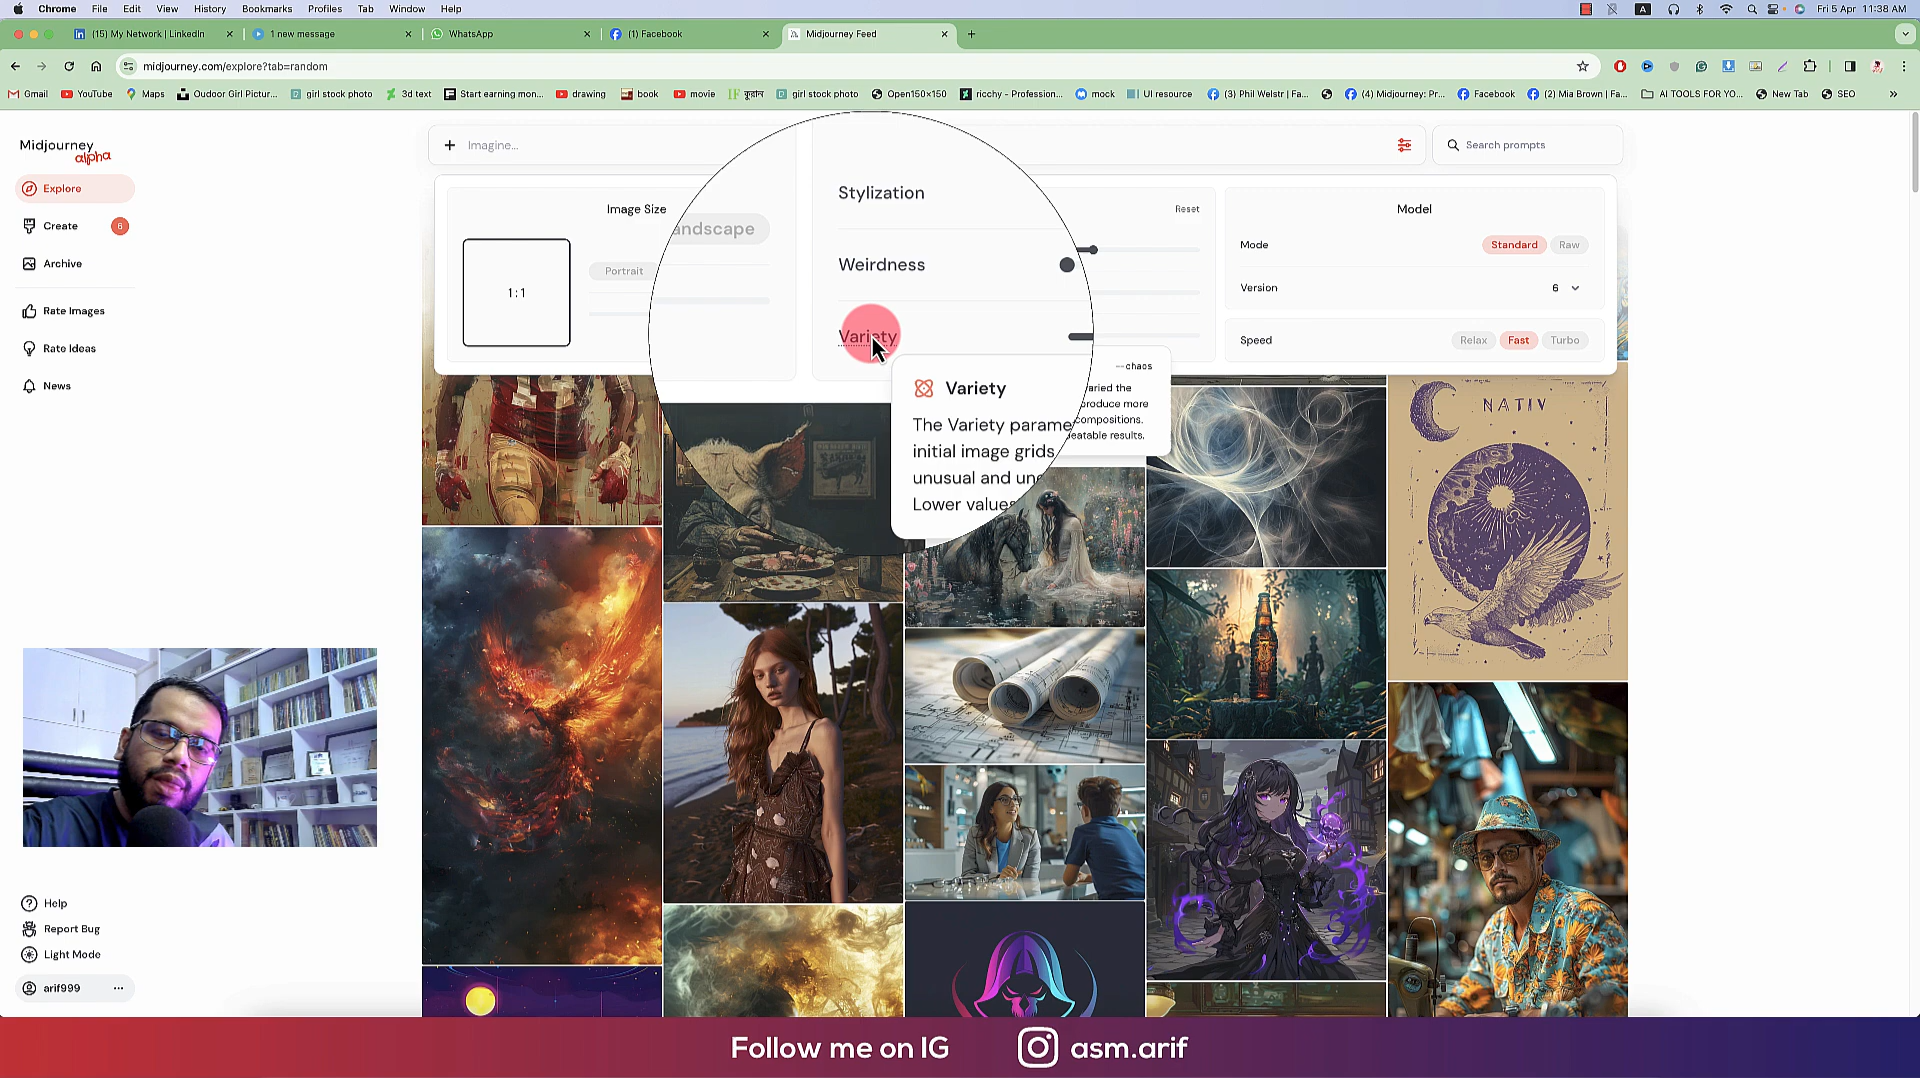 Chrome File Edit View History Bookmarks Profiles Tab Window Help
A Fri 5 Apr 11:38 AM
(15) My Network | LinkedIn
1 new message
WhatsApp
(1) Facebook
Midjourney Feed
midjourney.com/explore?tab=random
Gmail YouTube Maps Oudoor Girl Pictur... girl stock photo 3d text Start earning mon... drawing book movie कुरान girl stock photo Open150×150 ricchy - Profession... mock UI resource (3) Phil Welstr | Fa... (4) Midjourney: Pr... Facebook (2) Mia Brown | Fa... AI TOOLS FOR YO... New Tab SEO »
Midjourney
alpha
Imagine...
Search prompts
Explore
Create 6
Archive
Rate Images
Rate Ideas
News
Image Size
andscape
Portrait
1 : 1
Stylization
Weirdness
Variety
Reset
Model
Mode Standard Raw
Version 6
Speed Relax Fast Turbo
--chaos
Variety
The Variety parame
initial image grids
unusual and une
Lower values
aried the
produce more
compositions.
eatable results.
NATIV
Help
Report Bug
Light Mode
arif999 ...
Follow me on IG asm.arif